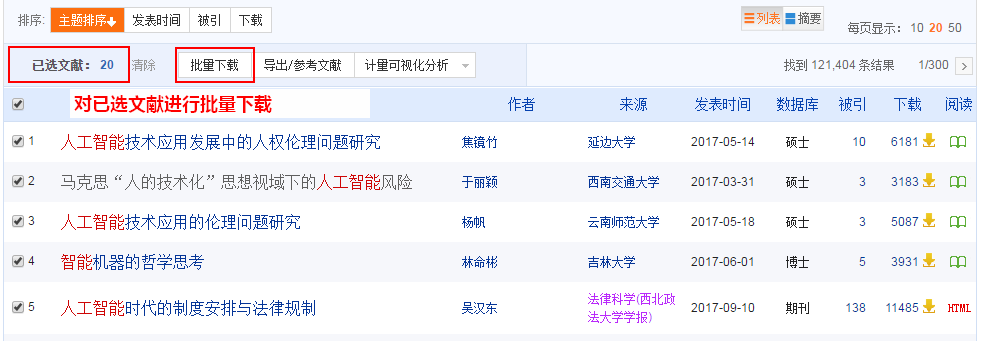 排序: 主题排序 发表时间 被引 下载 列表 摘要 每页显示: 10 20 50
已选文献: 20 清除 批量下载 导出/参考文献 计量可视化分析 找到 121,404 条结果 1/300
对已选文献进行批量下载 作者 来源 发表时间 数据库 被引 下载 阅读
1 人工智能技术应用发展中的人权伦理问题研究 焦镜竹 延边大学 2017-05-14 硕士 10 6181
2 马克思“人的技术化”思想视域下的人工智能风险 于丽颖 西南交通大学 2017-03-31 硕士 3 3183
3 人工智能技术应用的伦理问题研究 杨帆 云南师范大学 2017-05-18 硕士 3 5087
4 智能机器的哲学思考 林命彬 吉林大学 2017-06-01 博士 5 3931
5 人工智能时代的制度安排与法律规制 吴汉东 法律科学(西北政 2017-09-10 期刊 138 11485 HTML
法大学学报)